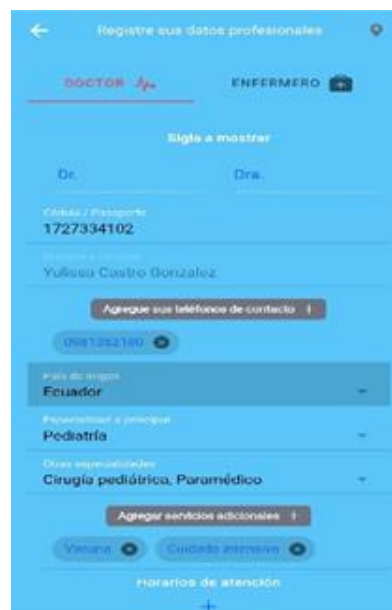 Registre sus datos profesionales
DOCTOR ENFERMERO
Sigla a mostrar
Dr. Dra.
Cédula / Pasaporte
1727334102
Yulissa Castro Gonzalez
Agregue sus teléfonos de contacto +
País de origen
Ecuador
Especialidad principal
Pediatría
Otras especialidades
Cirugía pediátrica, Paramédico
Agregar servicios adicionales +
Vacuna Cuidado intensivo
Horarios de atención
+